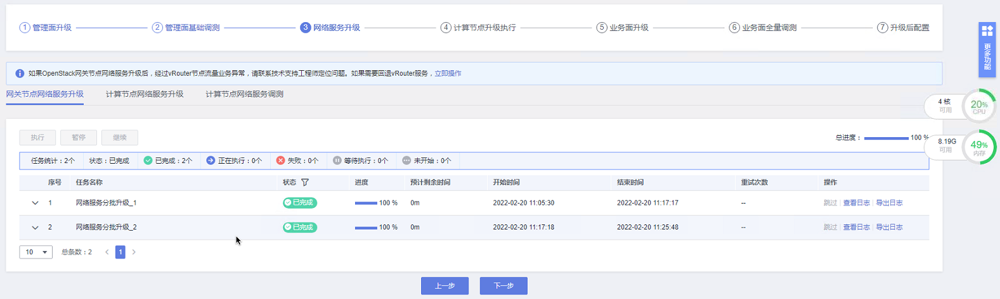 1 管理面升级 2 管理面基础调测 3 网络服务升级 4 计算节点升级执行 5 业务面升级 6 业务面全量调测 7 升级后配置
更多功能
如果OpenStack网关节点网络服务升级后，经过vRouter节点流量业务异常，请联系技术支持工程师定位问题。如果需要回退vRouter服务，立即操作
网关节点网络服务升级 计算节点网络服务升级 计算节点网络服务调测
4 核 可用 20% CPU
执行 暂停 继续 总进度： 100 %
8.19G 可用 49% 内存
任务统计：2个 状态：已完成 已完成：2个 正在执行：0个 失败：0个 等待执行：0个 未开始：0个
序号 任务名称 状态 进度 预计剩余时间 开始时间 结束时间 重试次数 操作
1 网络服务分批升级_1 已完成 100 % 0m 2022-02-20 11:05:30 2022-02-20 11:17:17 -- 跳过 查看日志 导出日志
2 网络服务分批升级_2 已完成 100 % 0m 2022-02-20 11:17:18 2022-02-20 11:25:48 -- 跳过 查看日志 导出日志
10 总条数：2 < 1 >
上一步 下一步